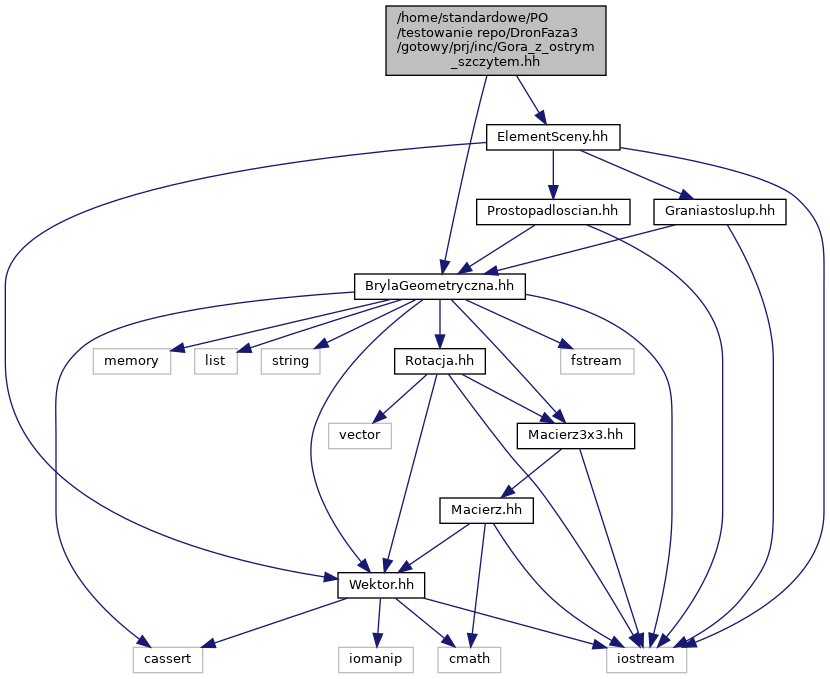 /home/standardowe/PO
/testowanie repo/DronFaza3
/gotowy/prj/inc/Gora_z_ostrym
_szczytem.hh
ElementSceny.hh
Prostopadloscian.hh
Graniastoslup.hh
BrylaGeometryczna.hh
memory
list
string
Rotacja.hh
fstream
vector
Macierz3x3.hh
Macierz.hh
Wektor.hh
cassert
iomanip
cmath
iostream